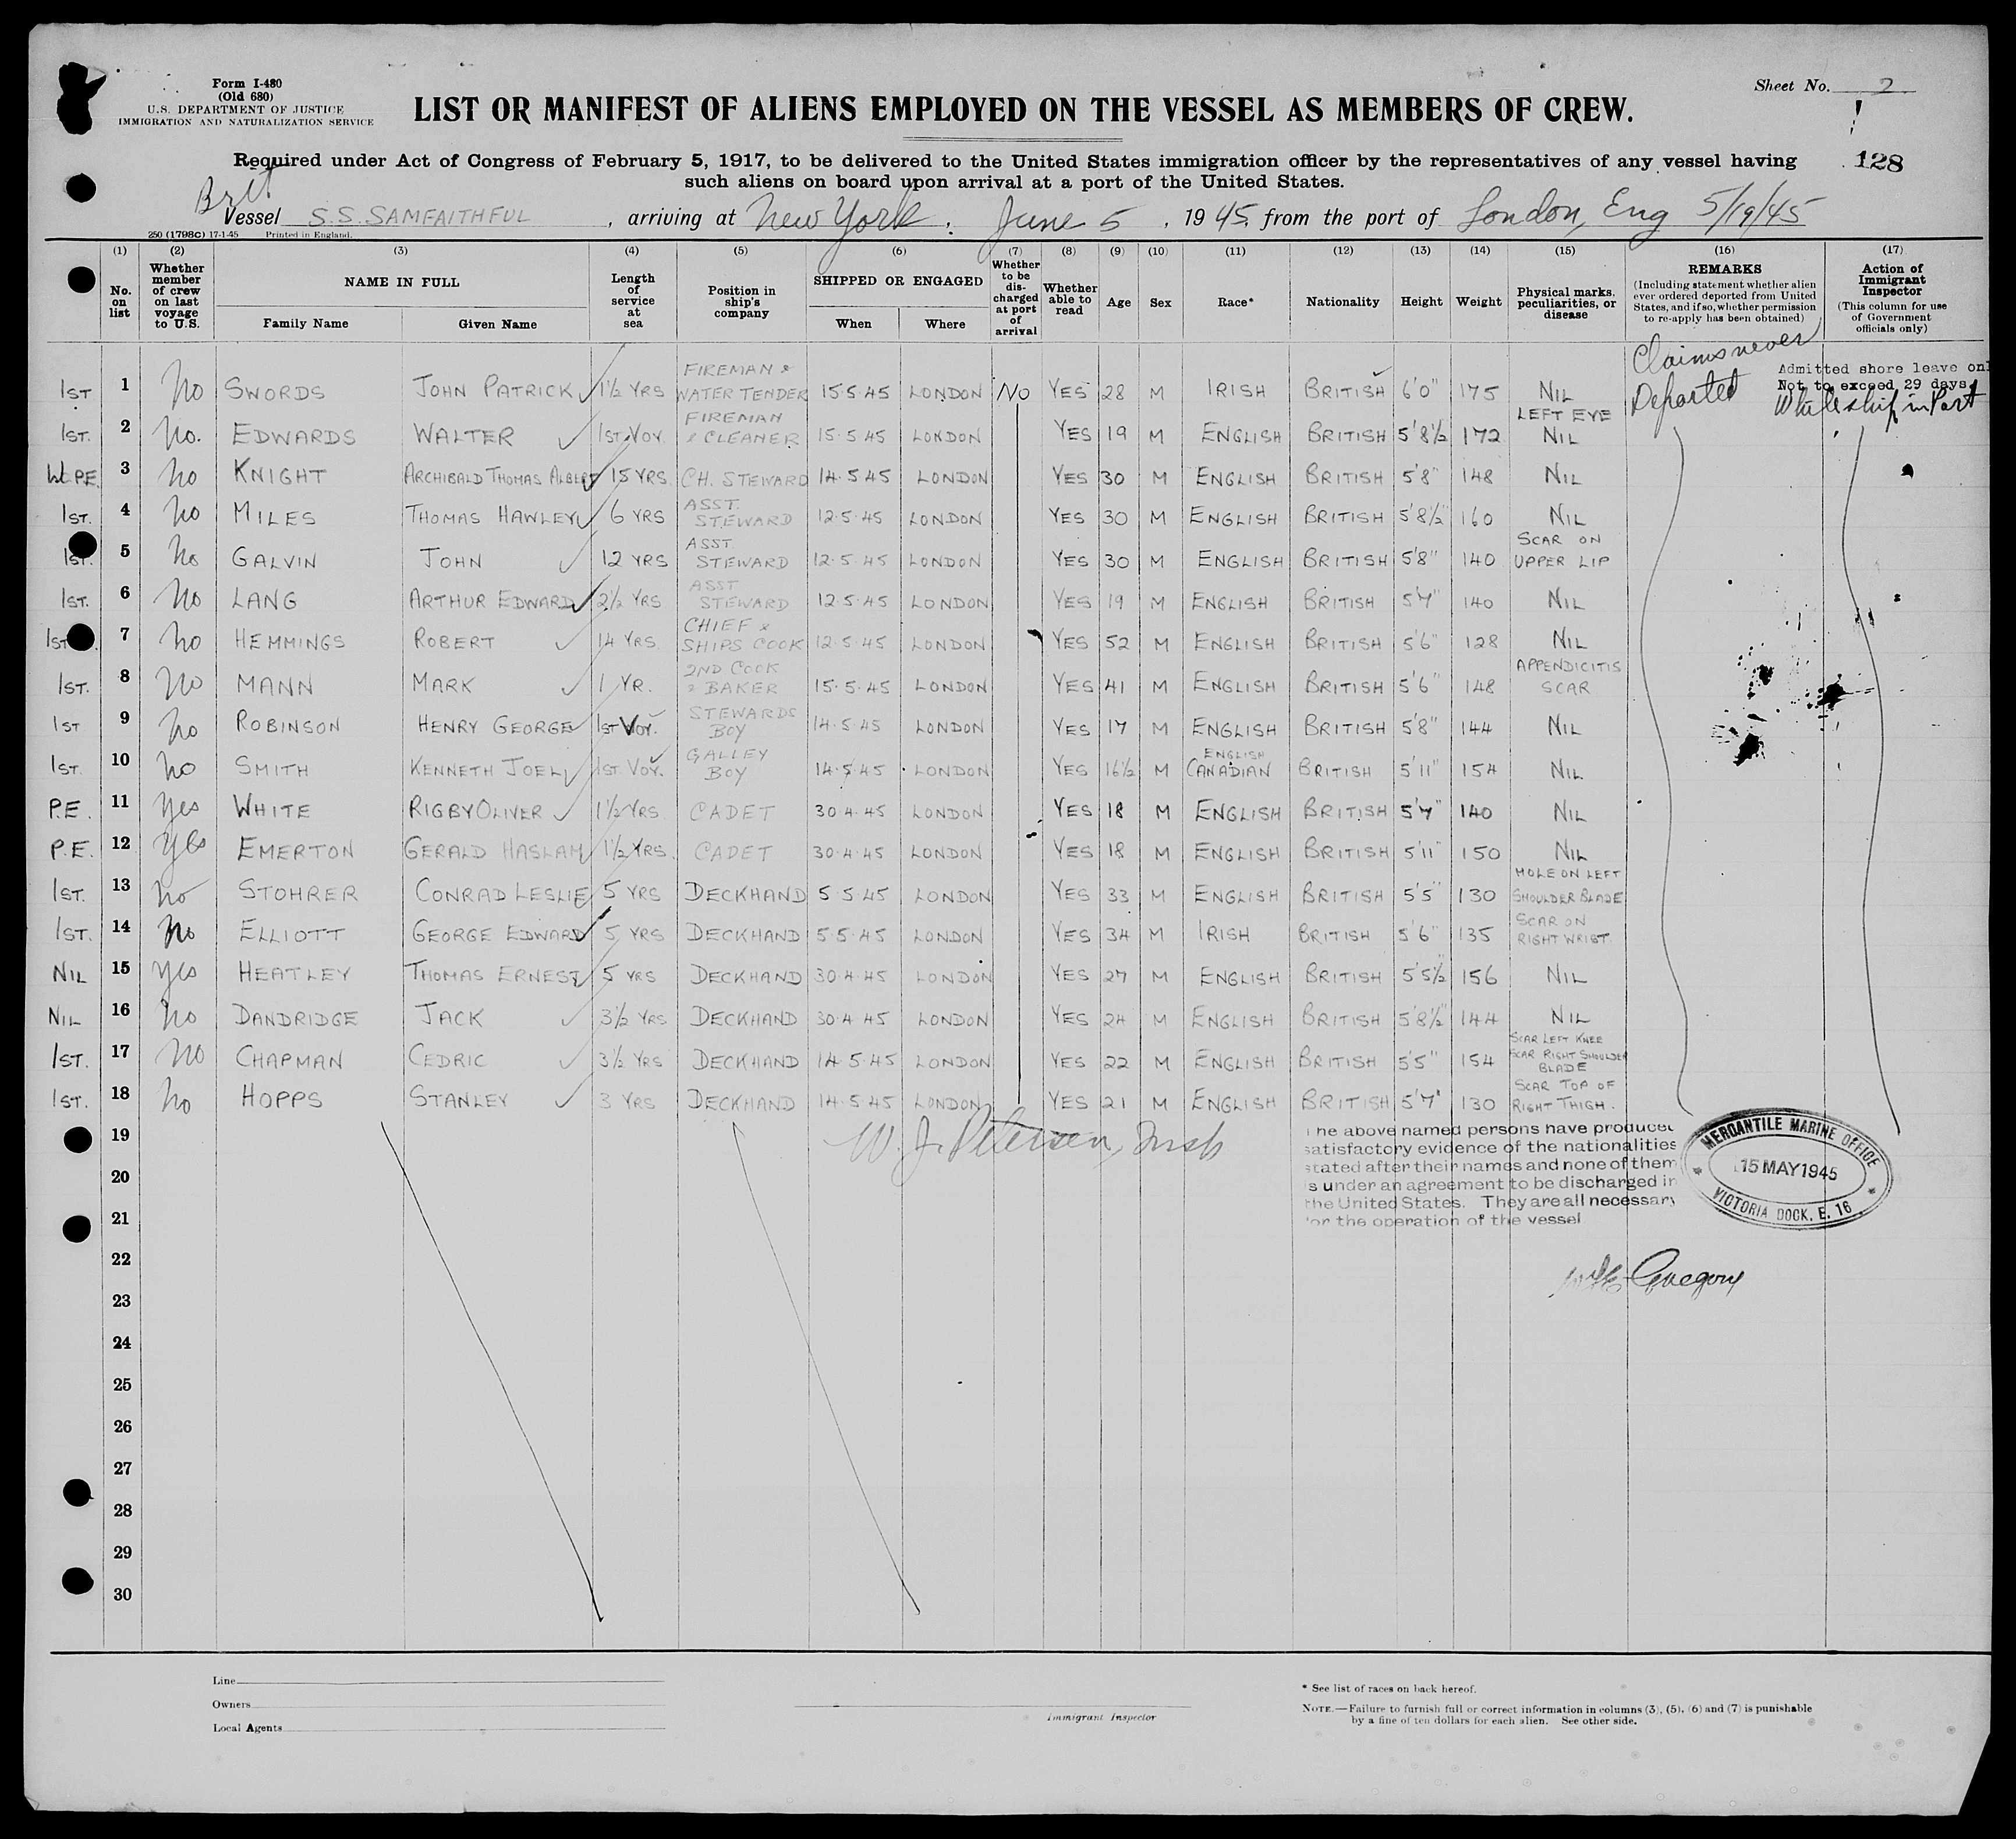 Form I-480
(Old 680)
U.S. DEPARTMENT OF JUSTICE
IMMIGRATION AND NATURALIZATION SERVICE
Sheet No. 2
LIST OR MANIFEST OF ALIENS EMPLOYED ON THE VESSEL AS MEMBERS OF CREW.
Required under Act of Congress of February 5, 1917, to be delivered to the United States immigration officer by the representatives of any vessel having
such aliens on board upon arrival at a port of the United States.
128
Brit
Vessel S.S. SAMFAITHFUL, arriving at New York, June 5, 1945, from the port of London, Eng 5/19/45
250 (1798C) 17-1-45 Printed in England.
(1) (2) (3) (4) (5) (6) (7) (8) (9) (10) (11) (12) (13) (14) (15) (16) (17)
No. on list
Whether member of crew on last voyage to U.S.
NAME IN FULL
Family Name Given Name
Length of service at sea
Position in ship's company
SHIPPED OR ENGAGED
When Where
Whether to be discharged at port of arrival
Whether able to read
Age
Sex
Race*
Nationality
Height
Weight
Physical marks, peculiarities, or disease
REMARKS
(Including statement whether alien ever ordered deported from United States, and if so, whether permission to re-apply has been obtained)
Action of Immigrant Inspector
(This column for use of Government officials only)
Claims never
Deported
Admitted shore leave onl
Not to exceed 29 days
While ship in Port
1ST 1 No SWORDS JOHN PATRICK 1½ YRS FIREMAN & WATER TENDER 15.5.45 LONDON NO YES 28 M IRISH BRITISH 6'0" 175 NIL
1ST. 2 No. EDWARDS WALTER 1ST VOY. FIREMAN & CLEANER 15.5.45 LONDON YES 19 M ENGLISH BRITISH 5'8½ 172 LEFT EYE NIL
3 No KNIGHT ARCHIBALD THOMAS ALBERT 15 YRS CH. STEWARD 14.5.45 LONDON YES 30 M ENGLISH BRITISH 5'8" 148 NIL
1ST. 4 No MILES THOMAS HAWLEY 6 YRS ASST. STEWARD 12.5.45 LONDON YES 30 M ENGLISH BRITISH 5'8½" 160 NIL
1ST. 5 No GALVIN JOHN 12 YRS ASST. STEWARD 12.5.45 LONDON YES 30 M ENGLISH BRITISH 5'8" 140 SCAR ON UPPER LIP
1ST. 6 No LANG ARTHUR EDWARD 2½ YRS ASST STEWARD 12.5.45 LONDON YES 19 M ENGLISH BRITISH 5'7" 140 NIL
1ST. 7 No HEMMINGS ROBERT 14 YRS. CHIEF & SHIPS COOK 12.5.45 LONDON YES 52 M ENGLISH BRITISH 5'6" 128 NIL
1ST. 8 No MANN MARK 1 YR. 2ND COOK & BAKER 15.5.45 LONDON YES 41 M ENGLISH BRITISH 5'6" 148 APPENDICITIS SCAR
1ST 9 No ROBINSON HENRY GEORGE 1ST VOY. STEWARDS BOY 14.5.45 LONDON YES 17 M ENGLISH BRITISH 5'8" 144 NIL
1ST. 10 No SMITH KENNETH JOEL 1ST VOY. GALLEY BOY 14.5.45 LONDON YES 16½ M ENGLISH CANADIAN BRITISH 5'11" 154 NIL
P.E. 11 Yes WHITE RIGBY OLIVER 1½ YRS CADET 30.4.45 LONDON YES 18 M ENGLISH BRITISH 5'7" 140 NIL
P.E. 12 Yes EMERTON GERALD HASLAM 1½ YRS. CADET 30.4.45 LONDON YES 18 M ENGLISH BRITISH 5'11" 150 NIL
1ST. 13 No STOHRER CONRAD LESLIE 5 YRS DECKHAND 5.5.45 LONDON YES 33 M ENGLISH BRITISH 5'5" 130 MOLE ON LEFT SHOULDER BLADE
1ST. 14 No ELLIOTT GEORGE EDWARD 5 YRS DECKHAND 5.5.45 LONDON YES 34 M IRISH BRITISH 5'6" 135 SCAR ON RIGHT WRIST.
NIL 15 Yes HEATLEY THOMAS ERNEST 5 YRS DECKHAND 30.4.45 LONDON YES 27 M ENGLISH BRITISH 5'5½" 156 NIL
NIL 16 No DANDRIDGE JACK 3½ YRS DECKHAND 30.4.45 LONDON YES 24 M ENGLISH BRITISH 5'8½" 144 NIL
1ST. 17 No CHAPMAN CEDRIC 3½ YRS DECKHAND 14.5.45 LONDON YES 22 M ENGLISH BRITISH 5'5" 154 SCAR LEFT KNEE SCAR RIGHT SHOULDER BLADE
1ST. 18 No HOPPS STANLEY 3 YRS DECKHAND 14.5.45 LONDON YES 21 M ENGLISH BRITISH 5'7" 130 SCAR TOP OF RIGHT THIGH.
19
20
21
22
23
24
25
26
27
28
29
30
W. J. Petersen, Insp
The above named persons have produced
satisfactory evidence of the nationalities
stated after their names and none of them
is under an agreement to be discharged in
the United States. They are all necessary
for the operation of the vessel
MERCANTILE MARINE OFFICE
15 MAY 1945
VICTORIA DOCK, E. 16
Gregory
Line
Owners
Local Agents
Immigrant Inspector
* See list of races on back hereof.
NOTE.—Failure to furnish full or correct information in columns (3), (5), (6) and (7) is punishable
by a fine of ten dollars for each alien. See other side.